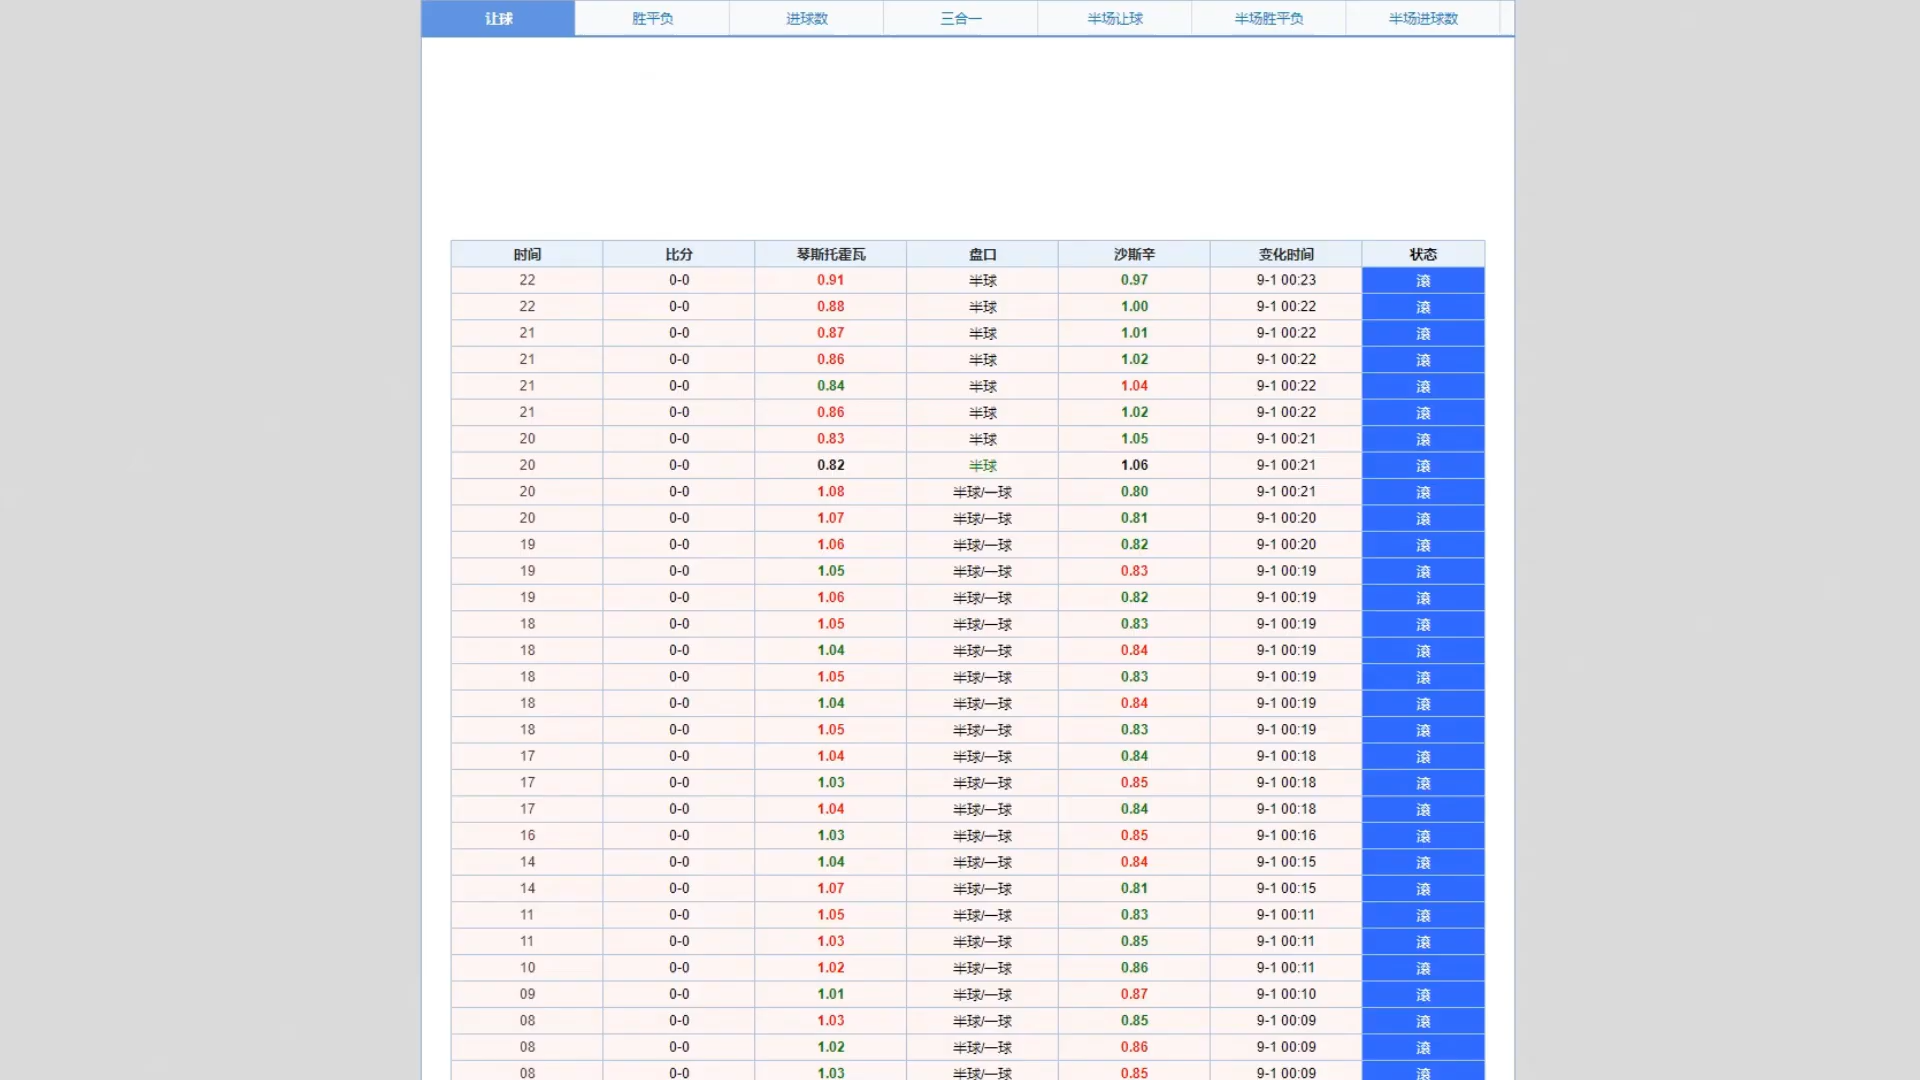 让球 胜平负 进球数 三合一 半场让球 半场胜平负 半场进球数
时间 比分 琴斯托霍瓦 盘口 沙斯辛 变化时间 状态
22 0-0 0.91 半球 0.97 9-1 00:23 滚
22 0-0 0.88 半球 1.00 9-1 00:22 滚
21 0-0 0.87 半球 1.01 9-1 00:22 滚
21 0-0 0.86 半球 1.02 9-1 00:22 滚
21 0-0 0.84 半球 1.04 9-1 00:22 滚
21 0-0 0.86 半球 1.02 9-1 00:22 滚
20 0-0 0.83 半球 1.05 9-1 00:21 滚
20 0-0 0.82 半球 1.06 9-1 00:21 滚
20 0-0 1.08 半球/一球 0.80 9-1 00:21 滚
20 0-0 1.07 半球/一球 0.81 9-1 00:20 滚
19 0-0 1.06 半球/一球 0.82 9-1 00:20 滚
19 0-0 1.05 半球/一球 0.83 9-1 00:19 滚
19 0-0 1.06 半球/一球 0.82 9-1 00:19 滚
18 0-0 1.05 半球/一球 0.83 9-1 00:19 滚
18 0-0 1.04 半球/一球 0.84 9-1 00:19 滚
18 0-0 1.05 半球/一球 0.83 9-1 00:19 滚
18 0-0 1.04 半球/一球 0.84 9-1 00:19 滚
18 0-0 1.05 半球/一球 0.83 9-1 00:19 滚
17 0-0 1.04 半球/一球 0.84 9-1 00:18 滚
17 0-0 1.03 半球/一球 0.85 9-1 00:18 滚
17 0-0 1.04 半球/一球 0.84 9-1 00:18 滚
16 0-0 1.03 半球/一球 0.85 9-1 00:16 滚
14 0-0 1.04 半球/一球 0.84 9-1 00:15 滚
14 0-0 1.07 半球/一球 0.81 9-1 00:15 滚
11 0-0 1.05 半球/一球 0.83 9-1 00:11 滚
11 0-0 1.03 半球/一球 0.85 9-1 00:11 滚
10 0-0 1.02 半球/一球 0.86 9-1 00:11 滚
09 0-0 1.01 半球/一球 0.87 9-1 00:10 滚
08 0-0 1.03 半球/一球 0.85 9-1 00:09 滚
08 0-0 1.02 半球/一球 0.86 9-1 00:09 滚
08 0-0 1.03 半球/一球 0.85 9-1 00:09 滚